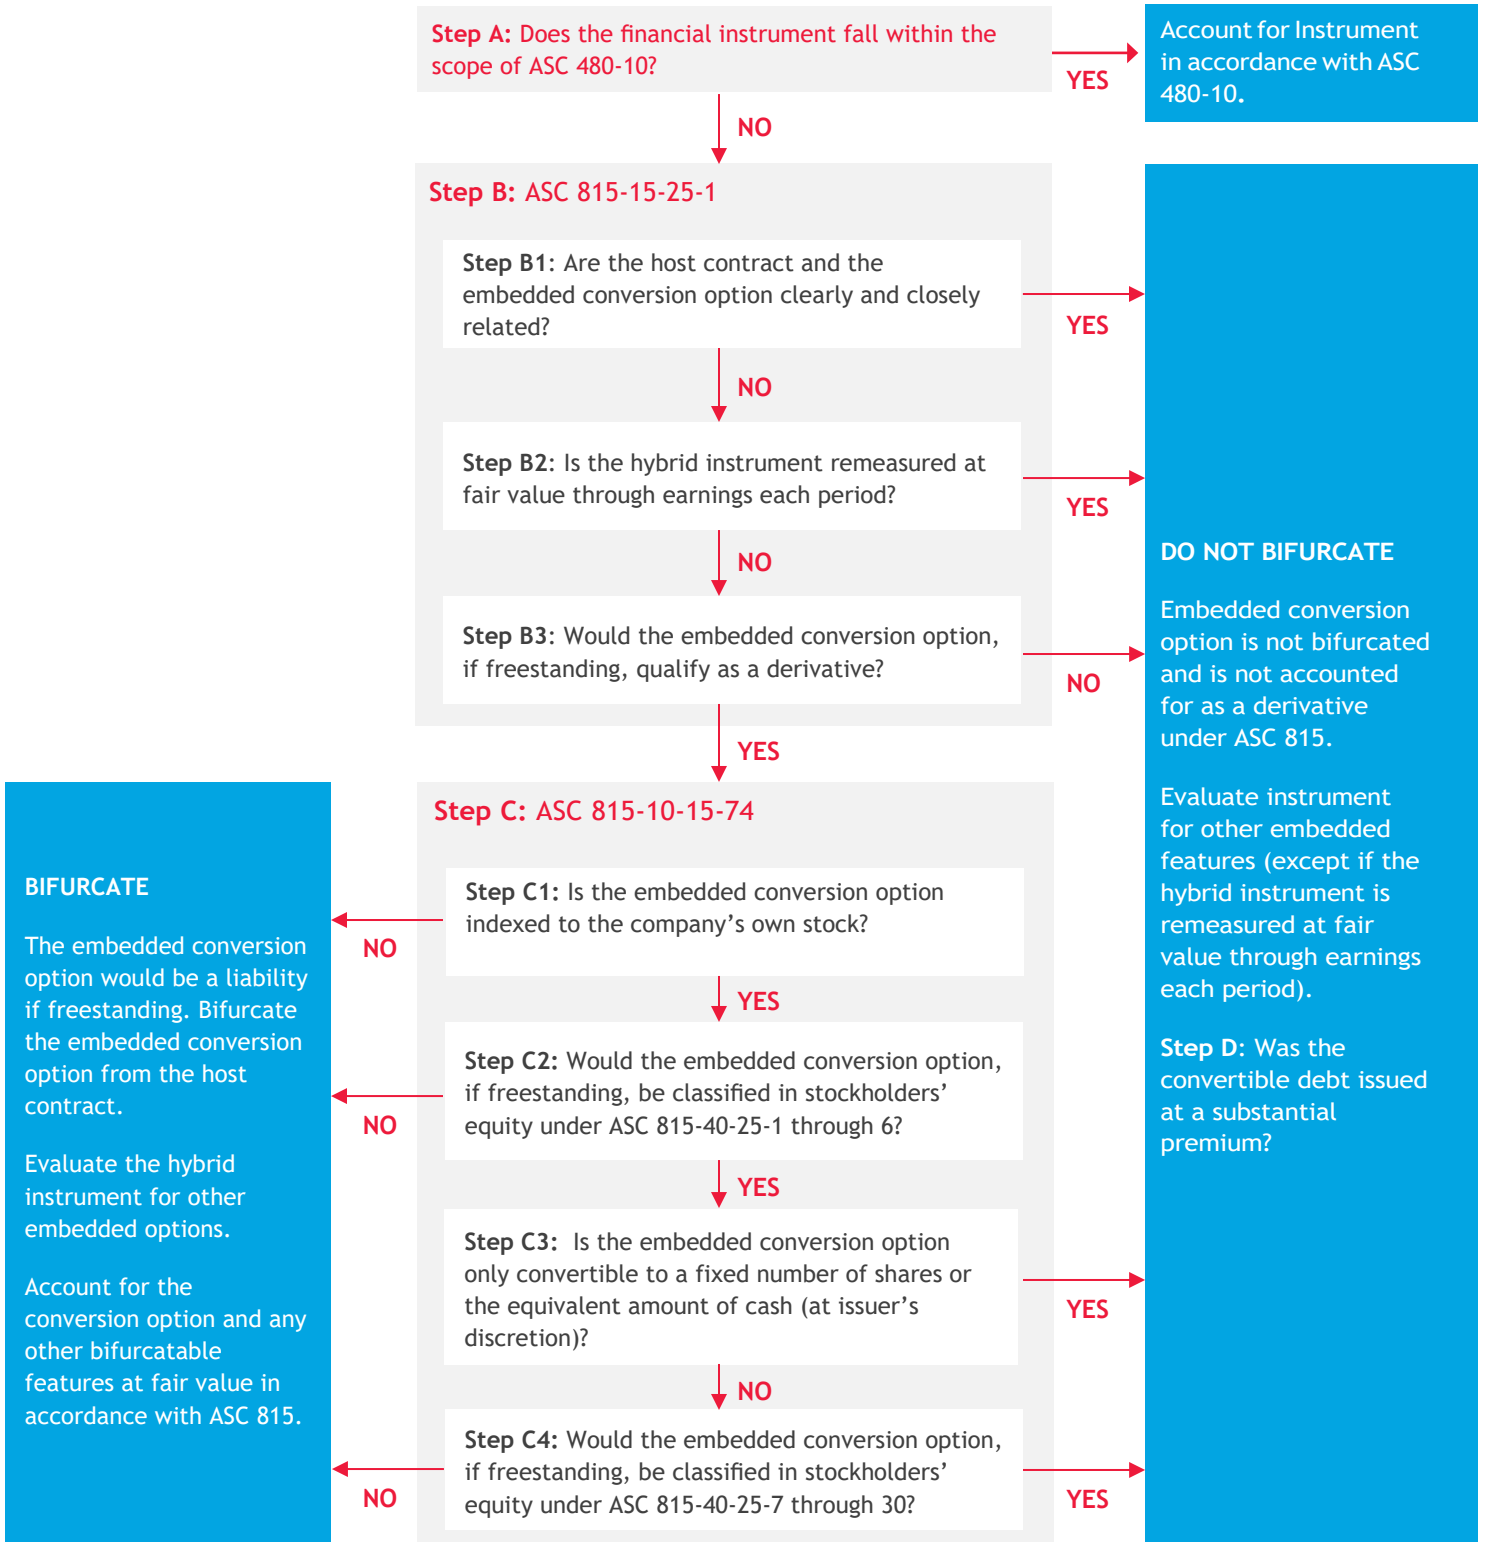 Step A: Does the financial instrument fall within the
scope of ASC 480-10?
YES
Account for Instrument
in accordance with ASC
480-10.
NO
Step B: ASC 815-15-25-1
Step B1: Are the host contract and the
embedded conversion option clearly and closely
related?
YES
NO
Step B2: Is the hybrid instrument remeasured at
fair value through earnings each period?
YES
NO
Step B3: Would the embedded conversion option,
if freestanding, qualify as a derivative?
NO
YES
DO NOT BIFURCATE
Embedded conversion
option is not bifurcated
and is not accounted
for as a derivative
under ASC 815.
Evaluate instrument
for other embedded
features (except if the
hybrid instrument is
remeasured at fair
value through earnings
each period).
Step D: Was the
convertible debt issued
at a substantial
premium?
Step C: ASC 815-10-15-74
Step C1: Is the embedded conversion option
indexed to the company's own stock?
NO
YES
Step C2: Would the embedded conversion option,
if freestanding, be classified in stockholders'
equity under ASC 815-40-25-1 through 6?
NO
YES
Step C3: Is the embedded conversion option
only convertible to a fixed number of shares or
the equivalent amount of cash (at issuer's
discretion)?
YES
NO
Step C4: Would the embedded conversion option,
if freestanding, be classified in stockholders'
equity under ASC 815-40-25-7 through 30?
NO
YES
BIFURCATE
The embedded conversion
option would be a liability
if freestanding. Bifurcate
the embedded conversion
option from the host
contract.
Evaluate the hybrid
instrument for other
embedded options.
Account for the
conversion option and any
other bifurcatable
features at fair value in
accordance with ASC 815.